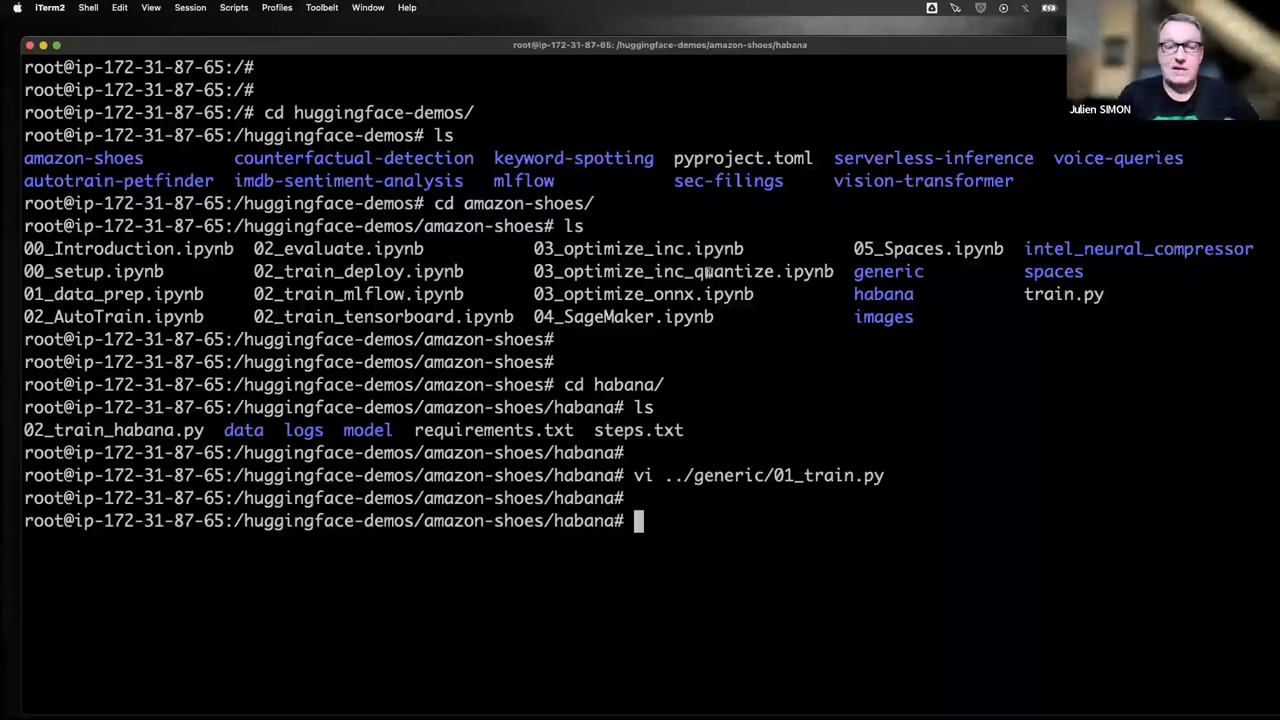 iTerm2 Shell Edit View Session Scripts Profiles Toolbelt Window Help
root@ip-172-31-87-65: /huggingface-demos/amazon-shoes/habana
root@ip-172-31-87-65:/#
root@ip-172-31-87-65:/#
root@ip-172-31-87-65:/# cd huggingface-demos/
root@ip-172-31-87-65:/huggingface-demos# ls
amazon-shoes counterfactual-detection keyword-spotting pyproject.toml serverless-inference voice-queries
autotrain-petfinder imdb-sentiment-analysis mlflow sec-filings vision-transformer
root@ip-172-31-87-65:/huggingface-demos# cd amazon-shoes/
root@ip-172-31-87-65:/huggingface-demos/amazon-shoes# ls
00_Introduction.ipynb 02_evaluate.ipynb 03_optimize_inc.ipynb 05_Spaces.ipynb intel_neural_compressor
00_setup.ipynb 02_train_deploy.ipynb 03_optimize_inc_quantize.ipynb generic spaces
01_data_prep.ipynb 02_train_mlflow.ipynb 03_optimize_onnx.ipynb habana train.py
02_AutoTrain.ipynb 02_train_tensorboard.ipynb 04_SageMaker.ipynb images
root@ip-172-31-87-65:/huggingface-demos/amazon-shoes#
root@ip-172-31-87-65:/huggingface-demos/amazon-shoes#
root@ip-172-31-87-65:/huggingface-demos/amazon-shoes# cd habana/
root@ip-172-31-87-65:/huggingface-demos/amazon-shoes/habana# ls
02_train_habana.py data logs model requirements.txt steps.txt
root@ip-172-31-87-65:/huggingface-demos/amazon-shoes/habana#
root@ip-172-31-87-65:/huggingface-demos/amazon-shoes/habana# vi ../generic/01_train.py
root@ip-172-31-87-65:/huggingface-demos/amazon-shoes/habana#
root@ip-172-31-87-65:/huggingface-demos/amazon-shoes/habana#
Julien SIMON